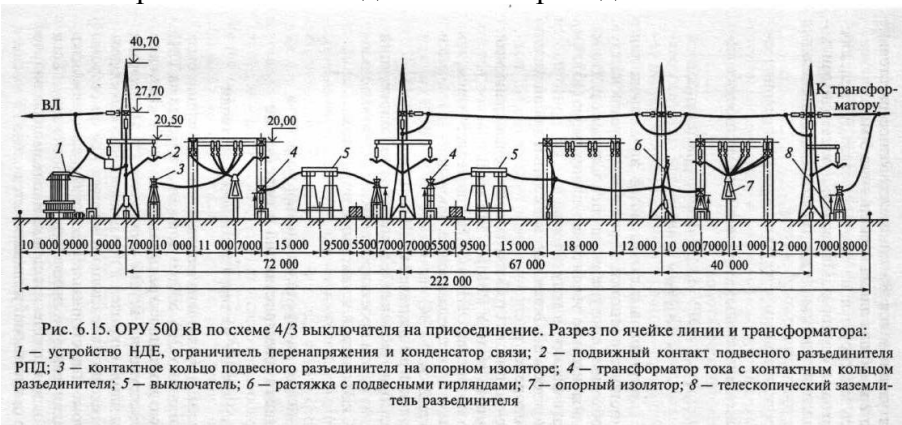 40,70
27,70
20,50
20,00
ВЛ
К трансфор-
матору
1
2
3
4
5
4
5
6
7
8
10 000 9000 9000 7000 10 000 11 000 7000 15 000 9500 5500 7000 7000 5500 9500 15 000 18 000 12 000 10 000 7000 11 000 12 000 7000 8000
72 000 67 000 40 000
222 000
Рис. 6.15. ОРУ 500 кВ по схеме 4/3 выключателя на присоединение. Разрез по ячейке линии и трансформатора:
1 — устройство НДЕ, ограничитель перенапряжения и конденсатор связи; 2 — подвижный контакт подвесного разъединителя
РПД; 3 — контактное кольцо подвесного разъединителя на опорном изоляторе; 4 — трансформатор тока с контактным кольцом
разъединителя; 5 — выключатель; 6 — растяжка с подвесными гирляндами; 7 — опорный изолятор; 8 — телескопический заземли-
тель разъединителя